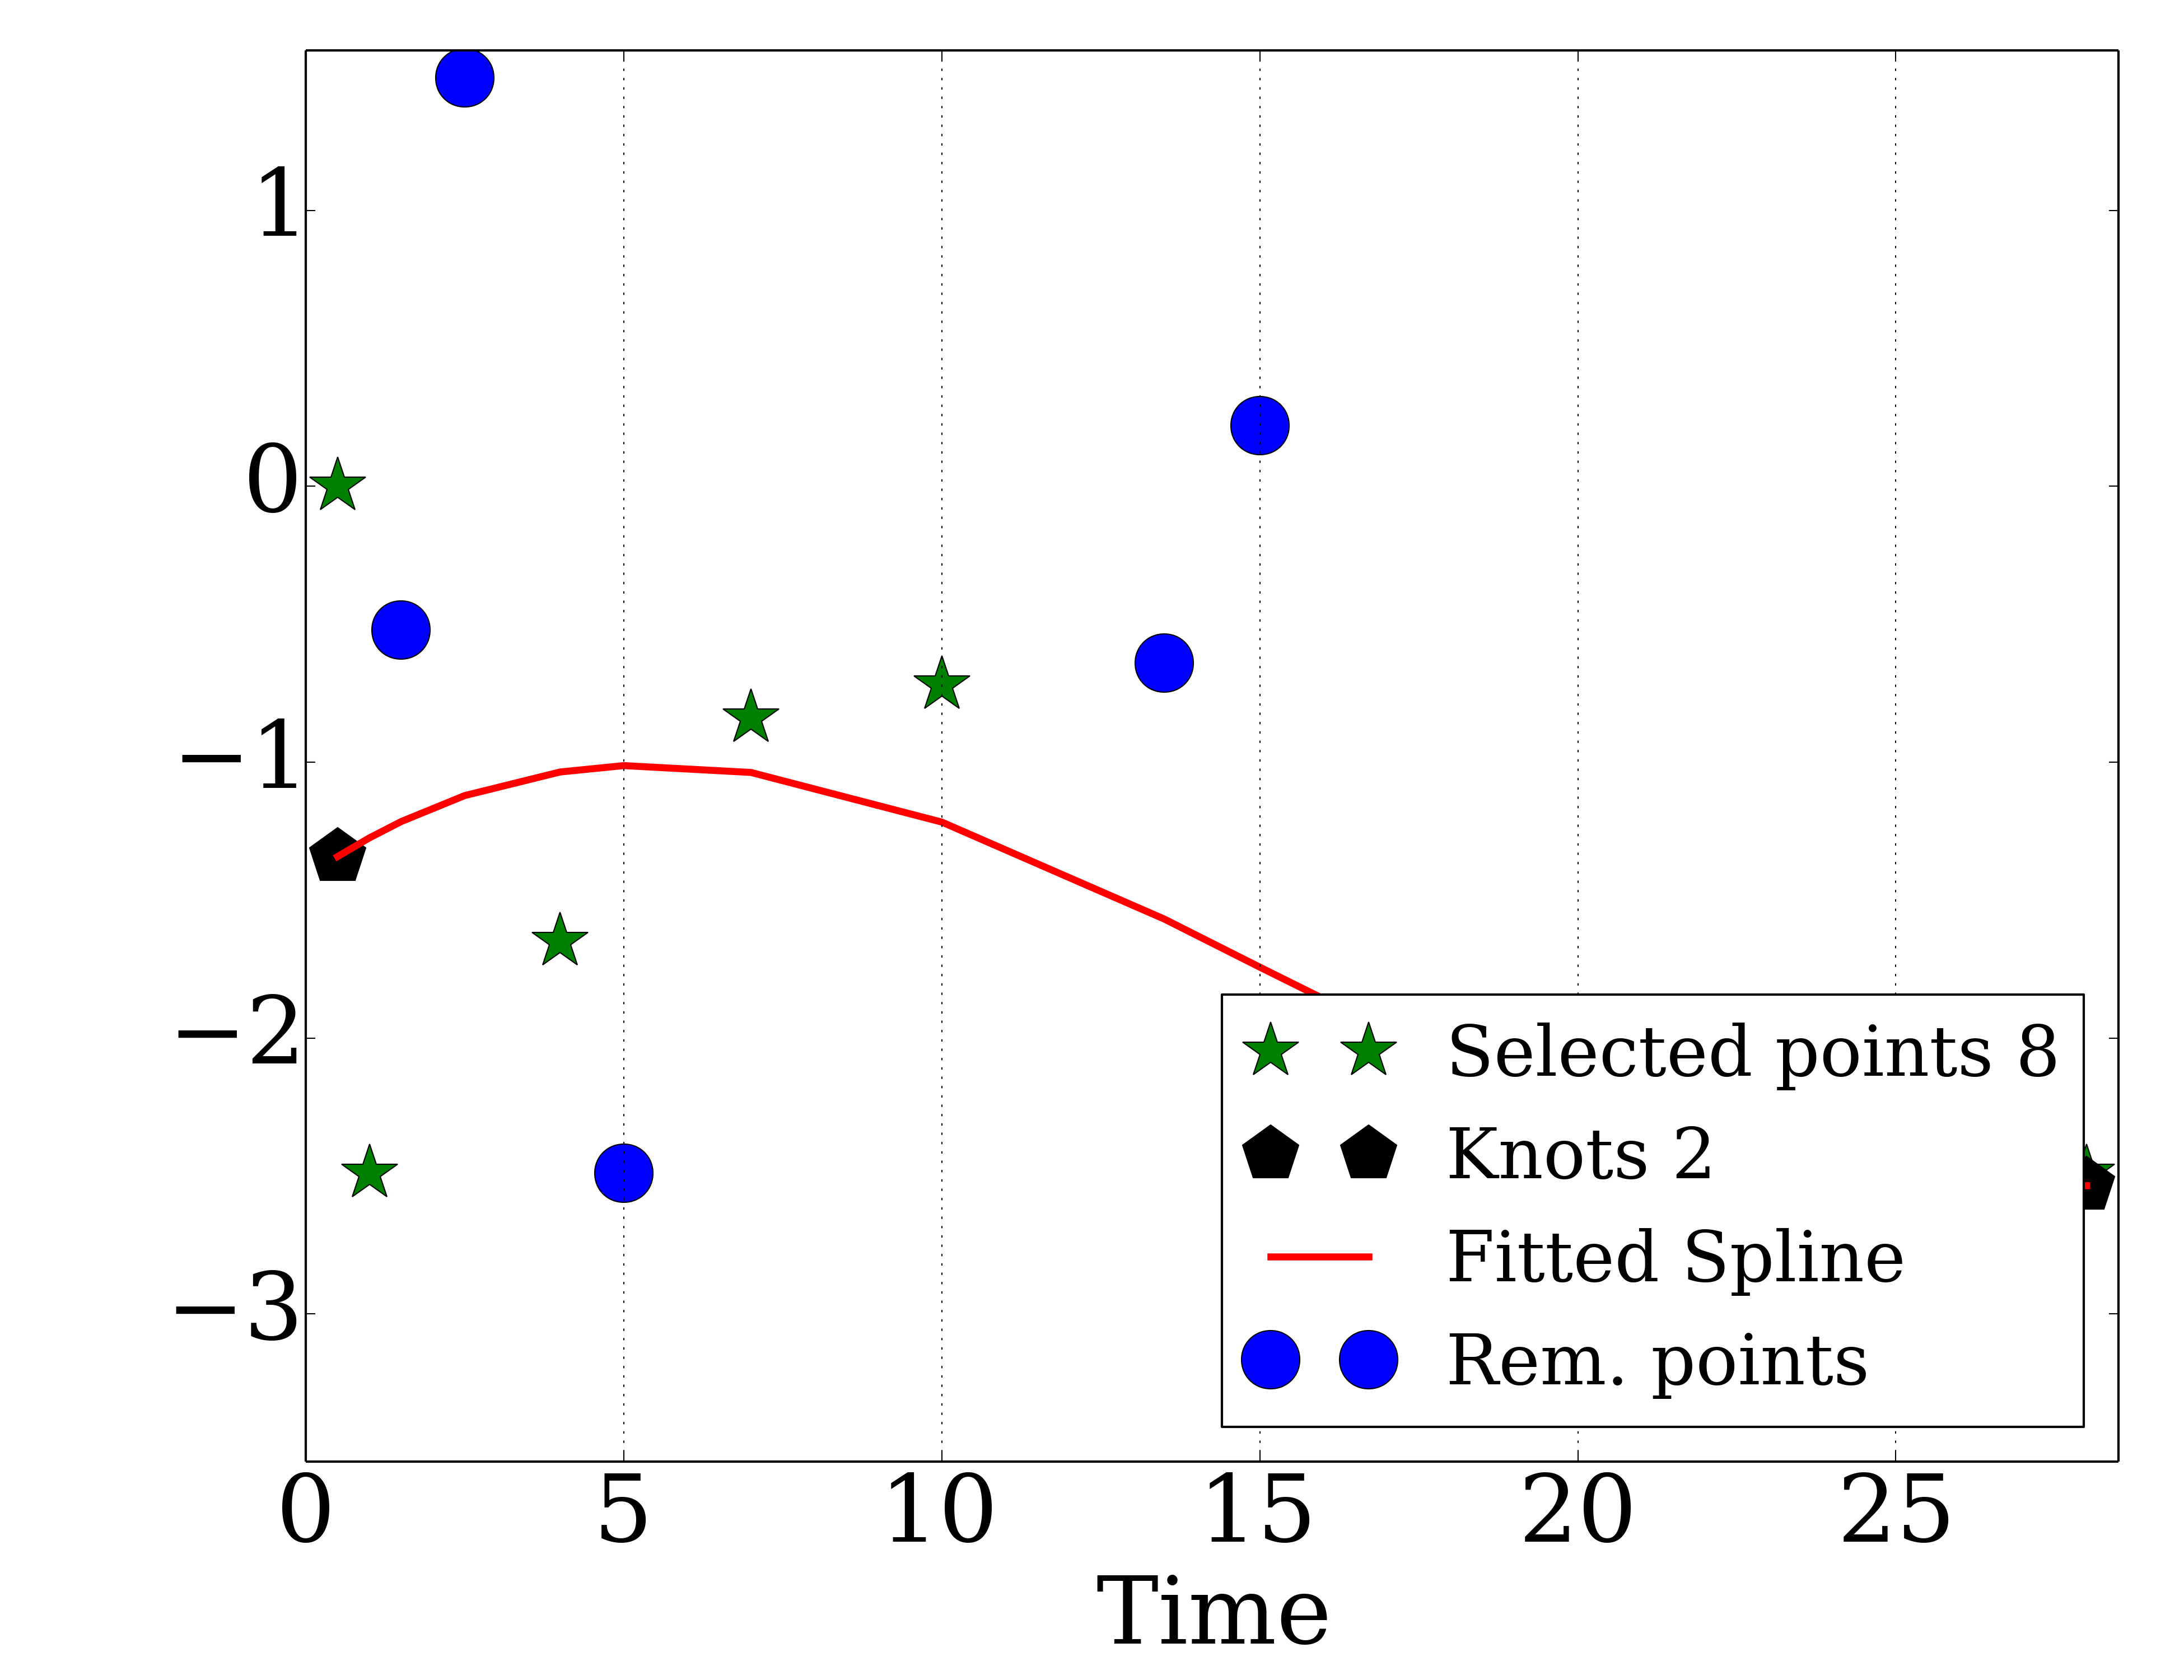 1
0
−1
−2
−3
Selected points 8
Knots 2
Fitted Spline
Rem. points
0 5 10 15 20 25
Time